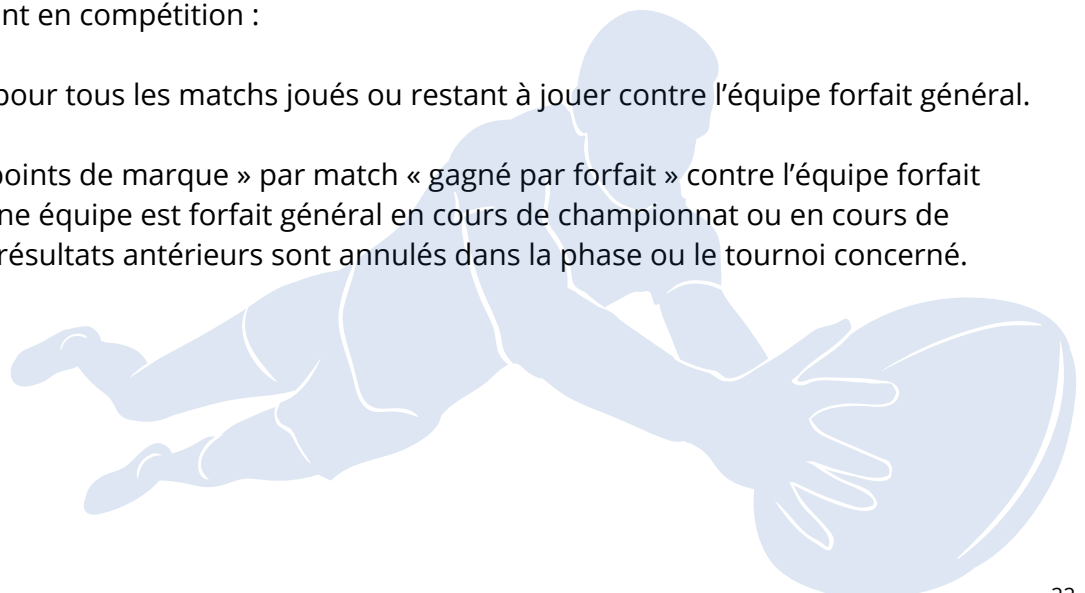 nt en compétition :
pour tous les matchs joués ou restant à jouer contre l'équipe forfait général.
points de marque » par match « gagné par forfait » contre l'équipe forfait
ne équipe est forfait général en cours de championnat ou en cours de
résultats antérieurs sont annulés dans la phase ou le tournoi concerné.